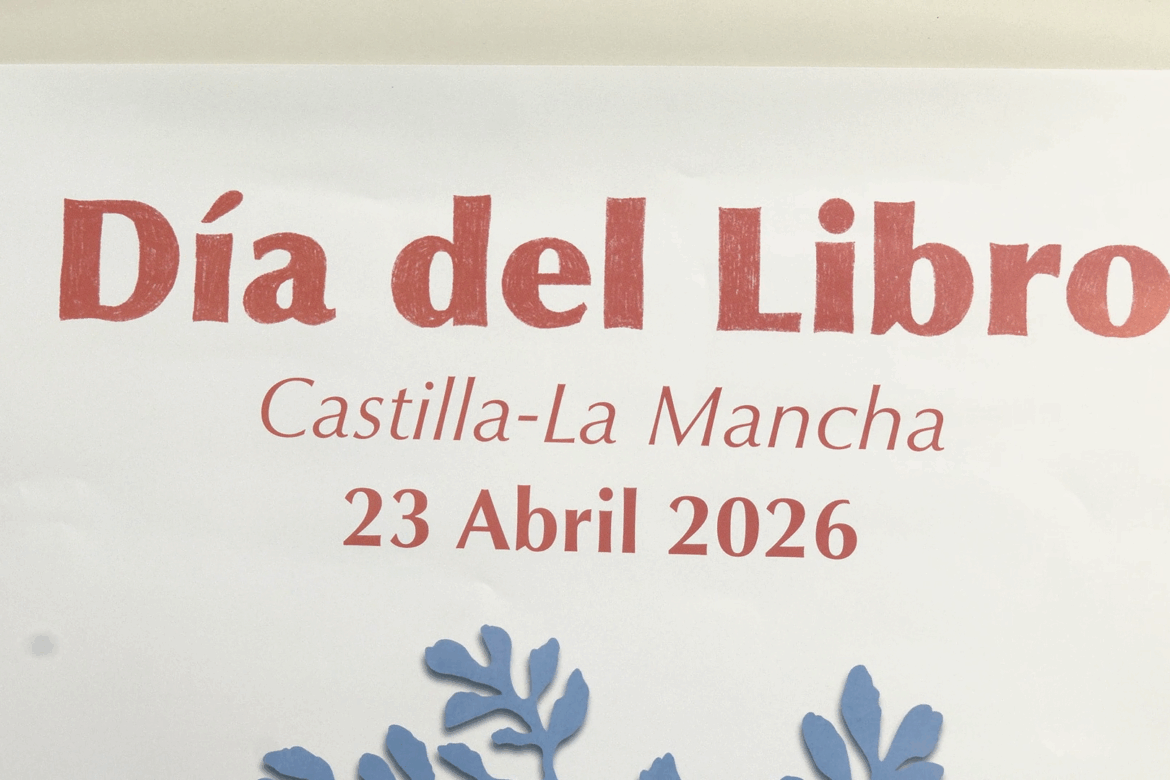 Día del Libro
Castilla-La Mancha
23 Abril 2026